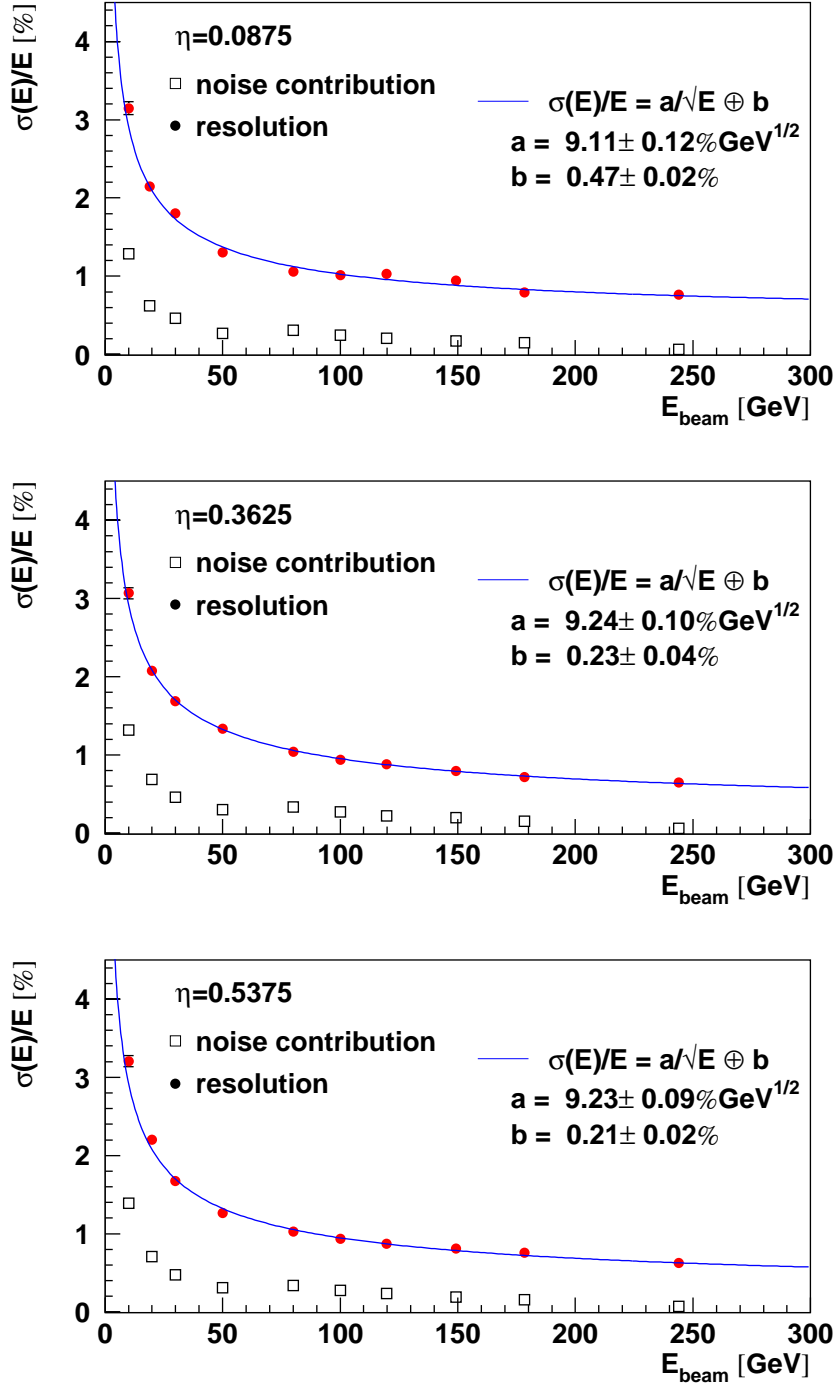 σ(E)/E [%]
η=0.0875
noise contribution
resolution
σ(E)/E = a/√E ⊕ b
a = 9.11± 0.12%GeV^1/2
b = 0.47± 0.02%
4
3
2
1
0
0 50 100 150 200 250 300
E_beam [GeV]
σ(E)/E [%]
η=0.3625
noise contribution
resolution
σ(E)/E = a/√E ⊕ b
a = 9.24± 0.10%GeV^1/2
b = 0.23± 0.04%
4
3
2
1
0
0 50 100 150 200 250 300
E_beam [GeV]
σ(E)/E [%]
η=0.5375
noise contribution
resolution
σ(E)/E = a/√E ⊕ b
a = 9.23± 0.09%GeV^1/2
b = 0.21± 0.02%
4
3
2
1
0
0 50 100 150 200 250 300
E_beam [GeV]